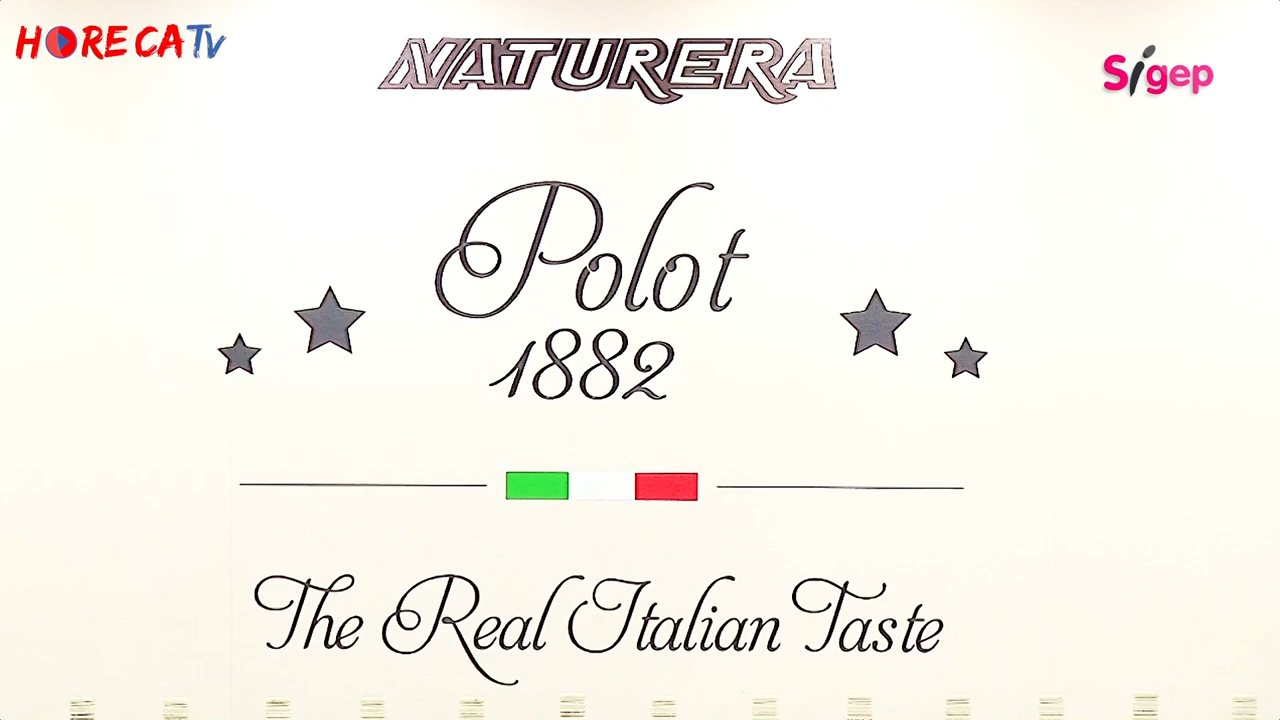 HORECATV
NATURERA
Sigep
Polot
1882
The Real Italian Taste